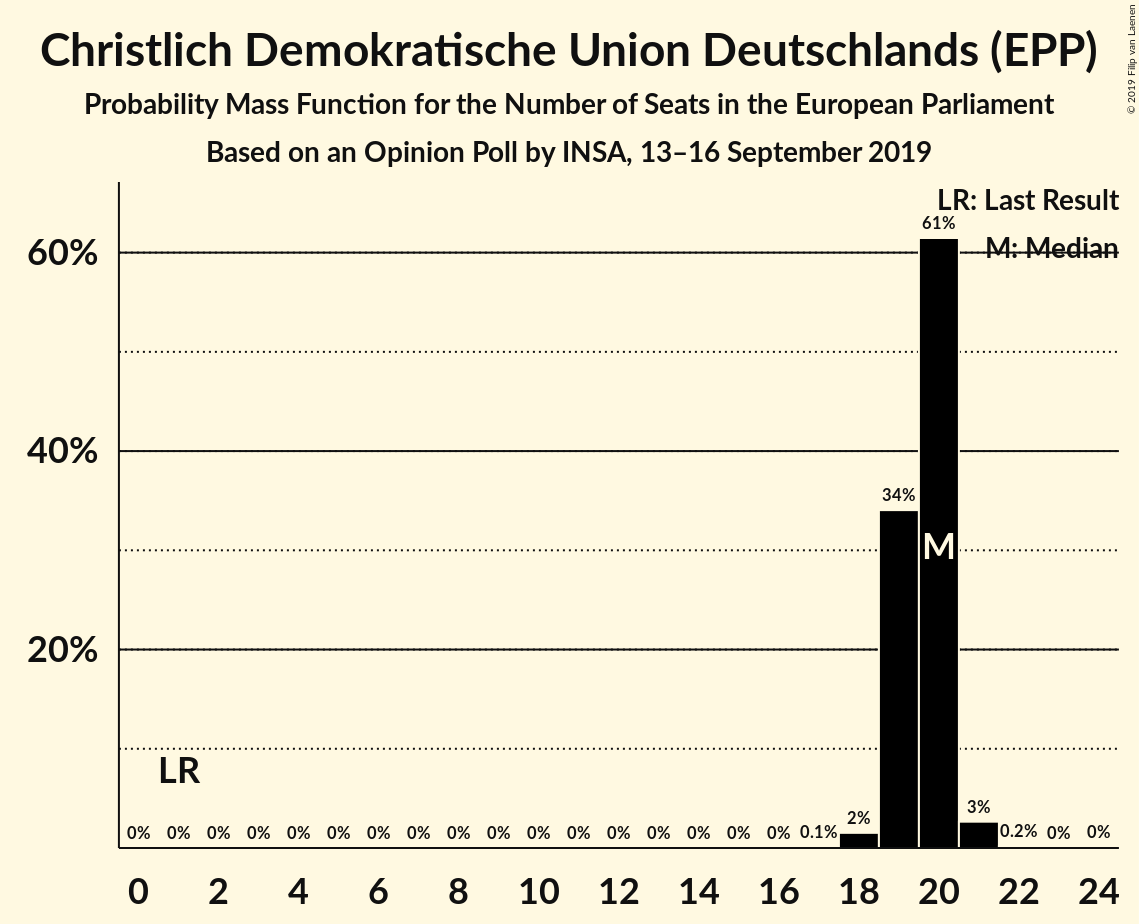 Christlich Demokratische Union Deutschlands (EPP)
Probability Mass Function for the Number of Seats in the European Parliament
Based on an Opinion Poll by INSA, 13–16 September 2019
© 2019 Filip van Laenen
LR: Last Result
M: Median
60%
40%
20%
61%
34%
M
LR
0% 0% 0% 0% 0% 0% 0% 0% 0% 0% 0% 0% 0% 0% 0% 0% 0% 0.1% 2% 3% 0.2% 0% 0%
0 2 4 6 8 10 12 14 16 18 20 22 24